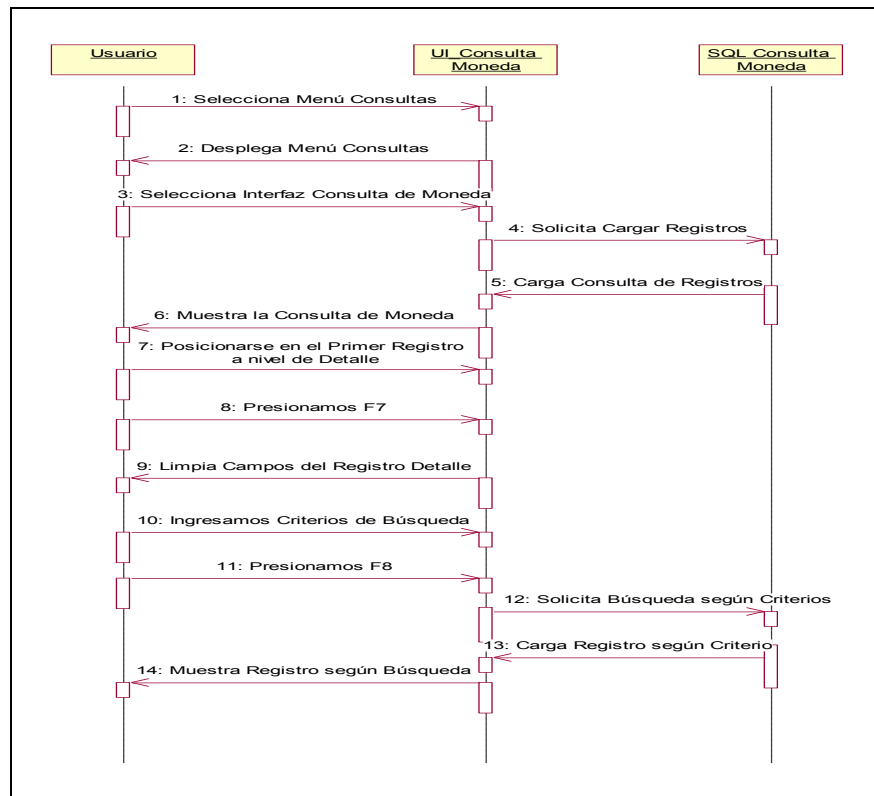 Usuario
UI_Consulta
Moneda
SQL_Consulta
Moneda
1: Selecciona Menú Consultas
2: Desplega Menú Consultas
3: Selecciona Interfaz Consulta de Moneda
4: Solicita Cargar Registros
5: Carga Consulta de Registros
6: Muestra la Consulta de Moneda
7: Posicionarse en el Primer Registro
a nivel de Detalle
8: Presionamos F7
9: Limpia Campos del Registro Detalle
10: Ingresamos Criterios de Búsqueda
11: Presionamos F8
12: Solicita Búsqueda según Criterios
13: Carga Registro según Criterio
14: Muestra Registro según Búsqueda